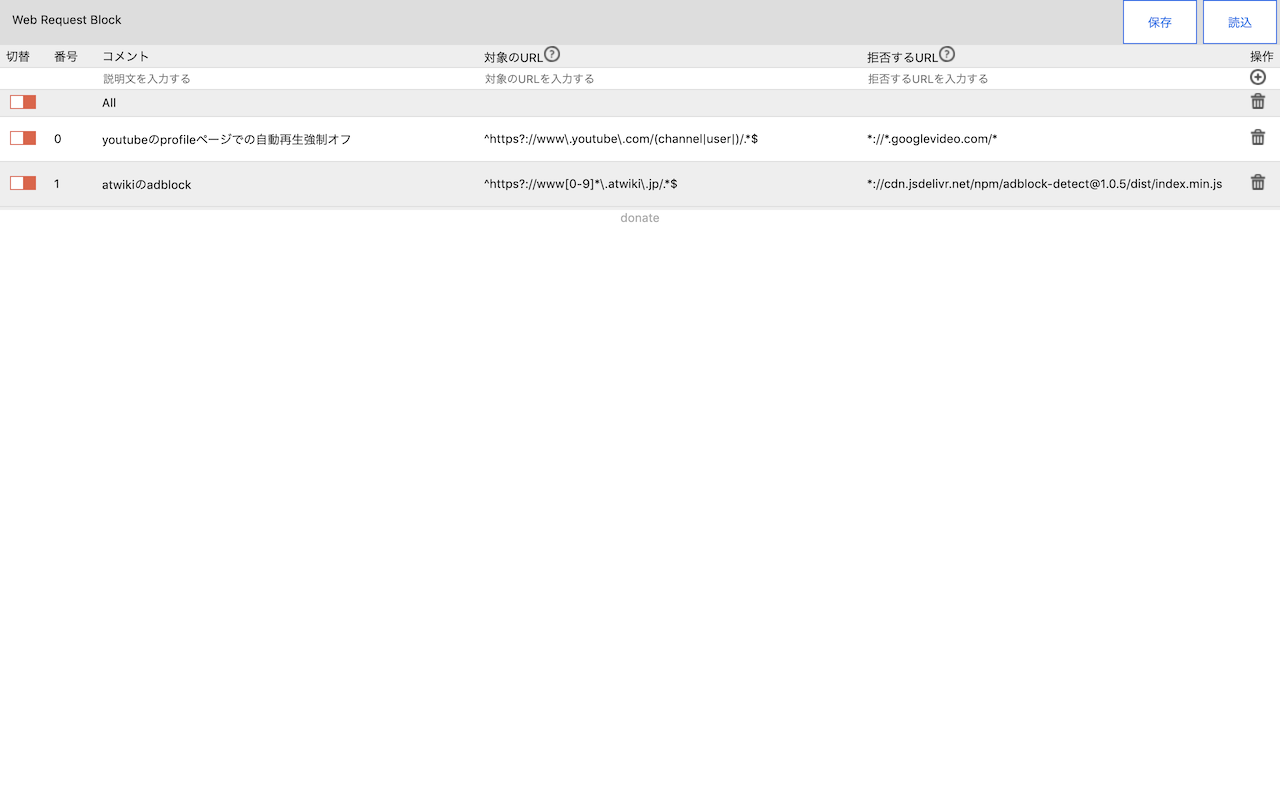 Web Request Block 保存 読込
切替 番号 コメント 対象のURL? 拒否するURL? 操作
説明文を入力する 対象のURLを入力する 拒否するURLを入力する
All
0 youtubeのprofileページでの自動再生強制オフ ^https?://www\.youtube\.com/(channel|user|)/.*$ *://*.googlevideo.com/*
1 atwikiのadblock ^https?://www[0-9]*\.atwiki\.jp/.*$ *://cdn.jsdelivr.net/npm/adblock-detect@1.0.5/dist/index.min.js
donate